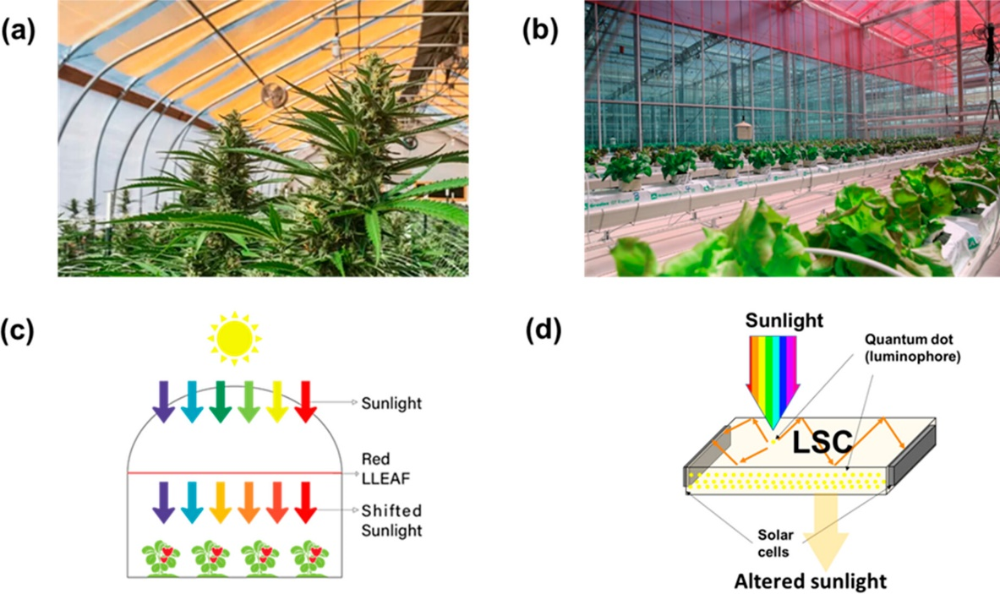 (a)
(b)
(c)
Sunlight
Red
LLEAF
Shifted
Sunlight
(d)
Sunlight
Quantum dot
(luminophore)
LSC
Solar
cells
Altered sunlight